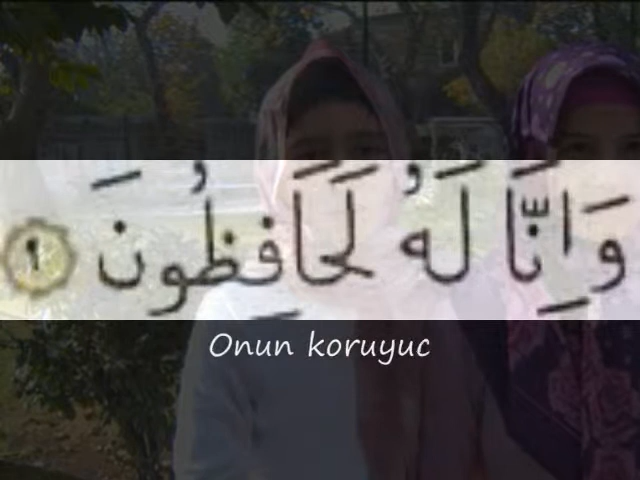 وَاِنَّا لَهُ لَحَافِظُونَ ﴿٩﴾
Onun koruyuc